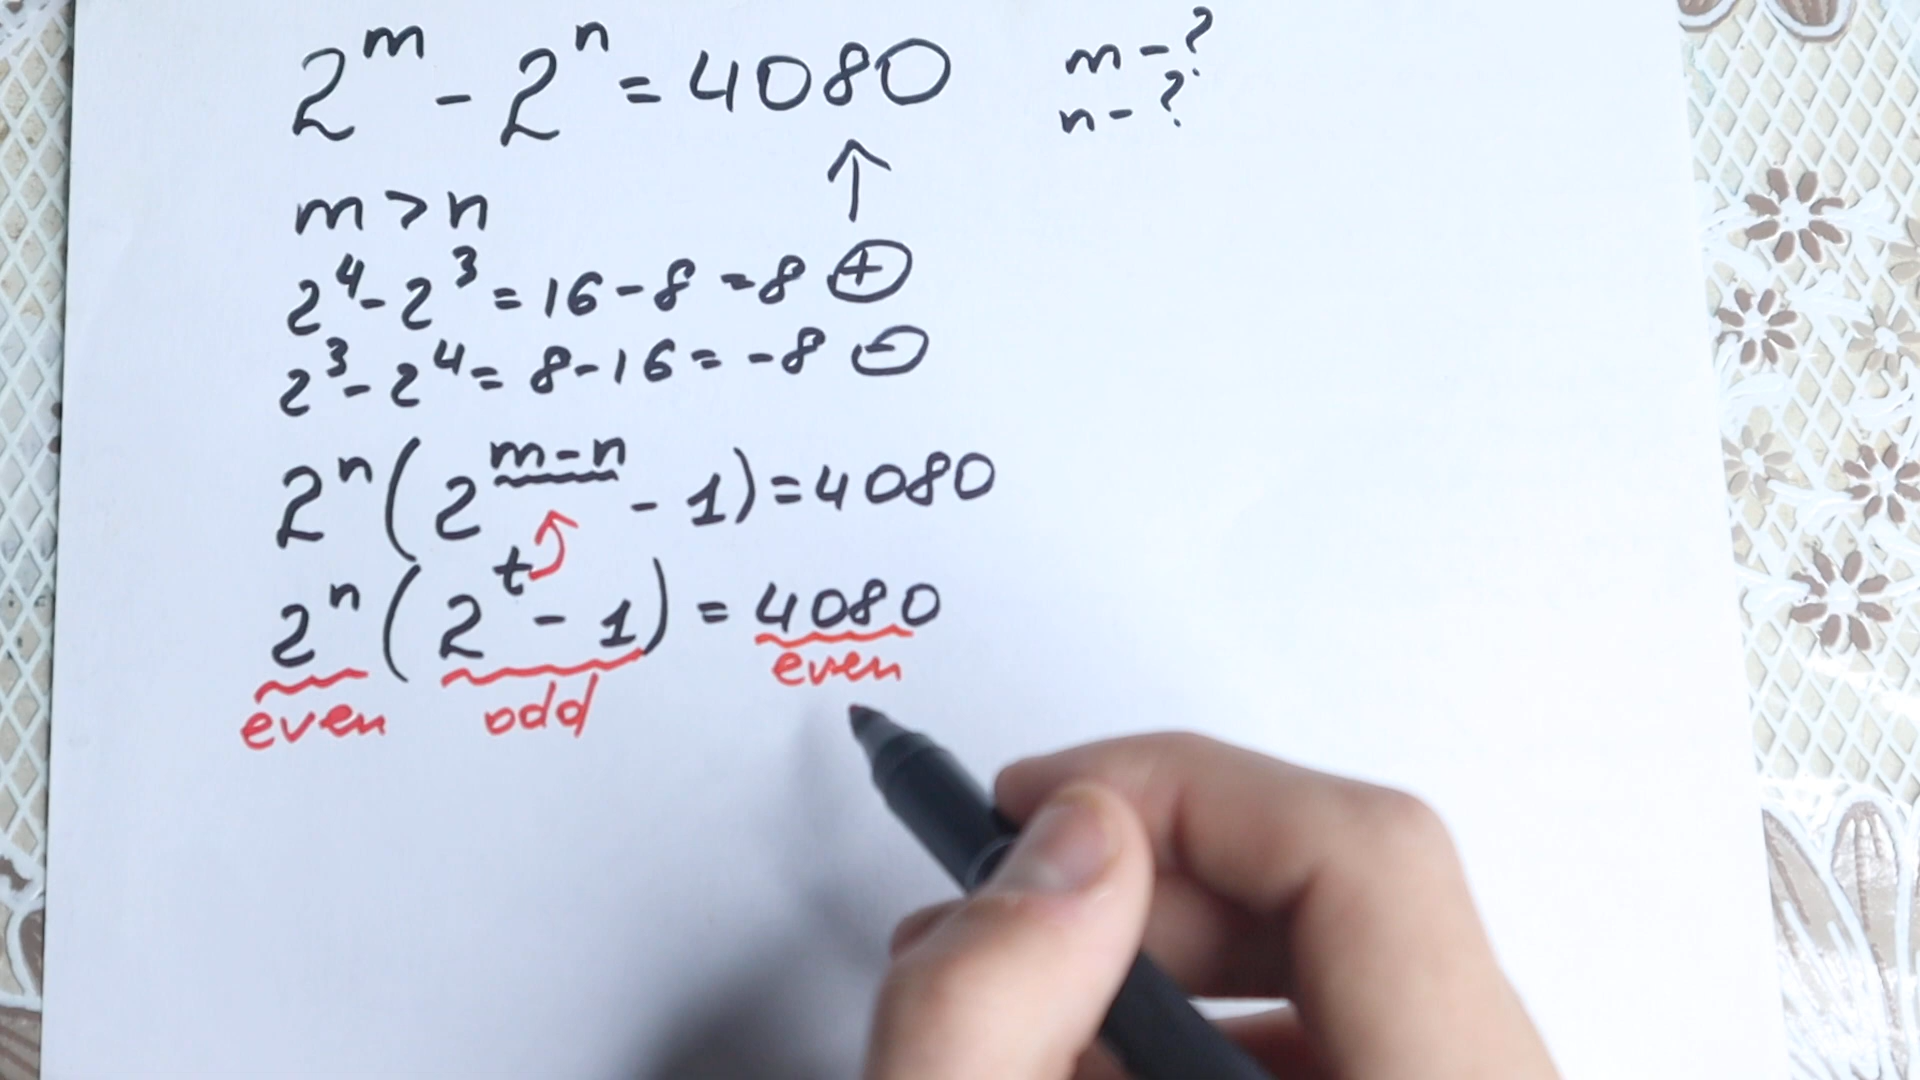 2^m - 2^n = 4080
m - ?
n - ?
↑
m > n
2^4 - 2^3 = 16 - 8 = 8 ⊕
2^3 - 2^4 = 8 - 16 = - 8 ⊖
2^n (2^{m-n} - 1) = 4080
2^n (2^t - 1) = 4080
even odd even